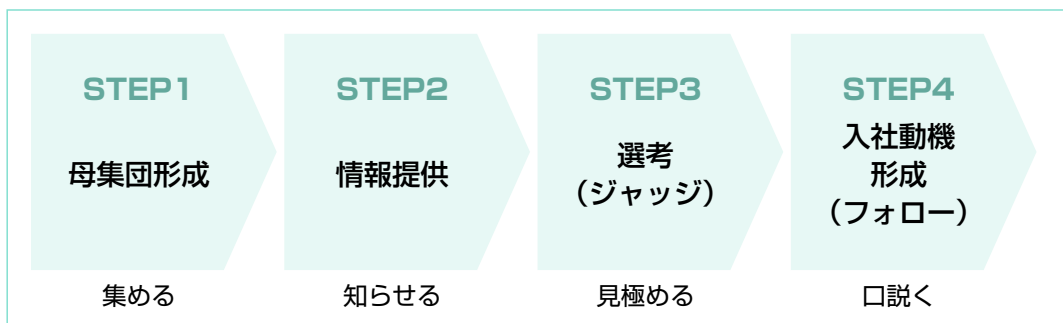 STEP1
母集団形成
集める
STEP2
情報提供
知らせる
STEP3
選考
（ジャッジ）
見極める
STEP4
入社動機
形成
（フォロー）
口説く